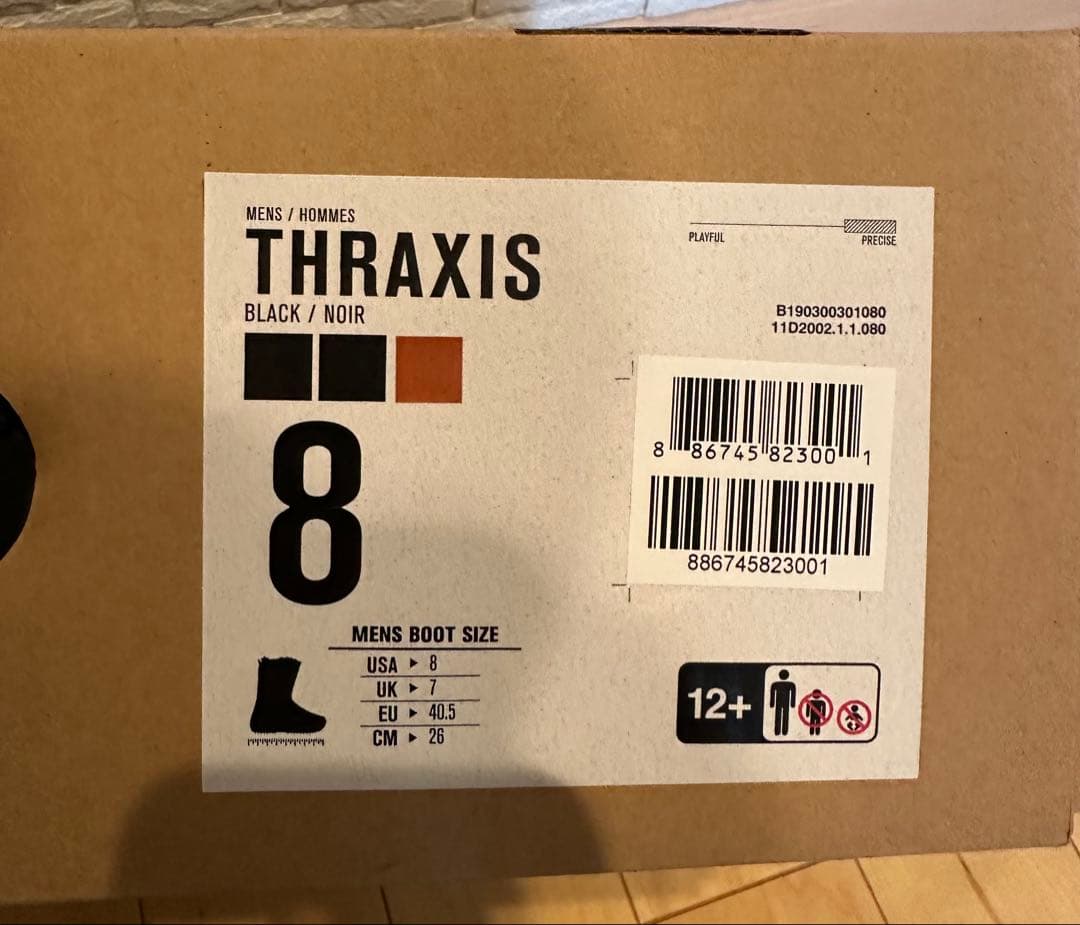 MENS / HOMMES
THRAXIS
BLACK / NOIR
PLAYFUL
PRECISE
B190300301080
11D2002.1.1.080
8 86745 82300 1
886745823001
8
MENS BOOT SIZE
USA ▸ 8
UK ▸ 7
EU ▸ 40.5
CM ▸ 26
12+